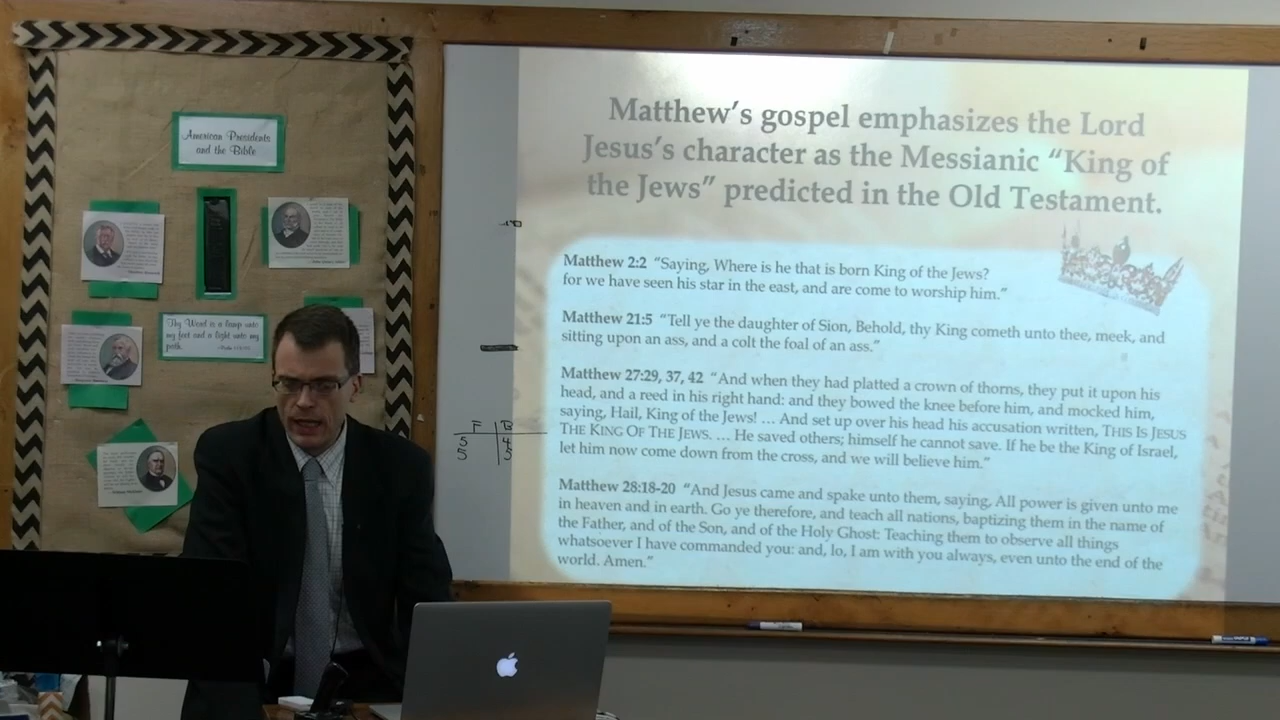 American Presidents
and the Bible
Thy Word is a lamp unto
my feet and a light unto my
path.
Matthew's gospel emphasizes the Lord
Jesus's character as the Messianic “King of
the Jews” predicted in the Old Testament.
Matthew 2:2 “Saying, Where is he that is born King of the Jews?
for we have seen his star in the east, and are come to worship him.”
Matthew 21:5 “Tell ye the daughter of Sion, Behold, thy King cometh unto thee, meek, and
sitting upon an ass, and a colt the foal of an ass.”
Matthew 27:29, 37, 42 “And when they had platted a crown of thorns, they put it upon his
head, and a reed in his right hand: and they bowed the knee before him, and mocked him,
saying, Hail, King of the Jews! … And set up over his head his accusation written, THIS IS JESUS
THE KING OF THE JEWS. … He saved others; himself he cannot save. If he be the King of Israel,
let him now come down from the cross, and we will believe him.”
Matthew 28:18-20 “And Jesus came and spake unto them, saying, All power is given unto me
in heaven and in earth. Go ye therefore, and teach all nations, baptizing them in the name of
the Father, and of the Son, and of the Holy Ghost: Teaching them to observe all things
whatsoever I have commanded you: and, lo, I am with you always, even unto the end of the
world. Amen.”
F B
5 4
5 5